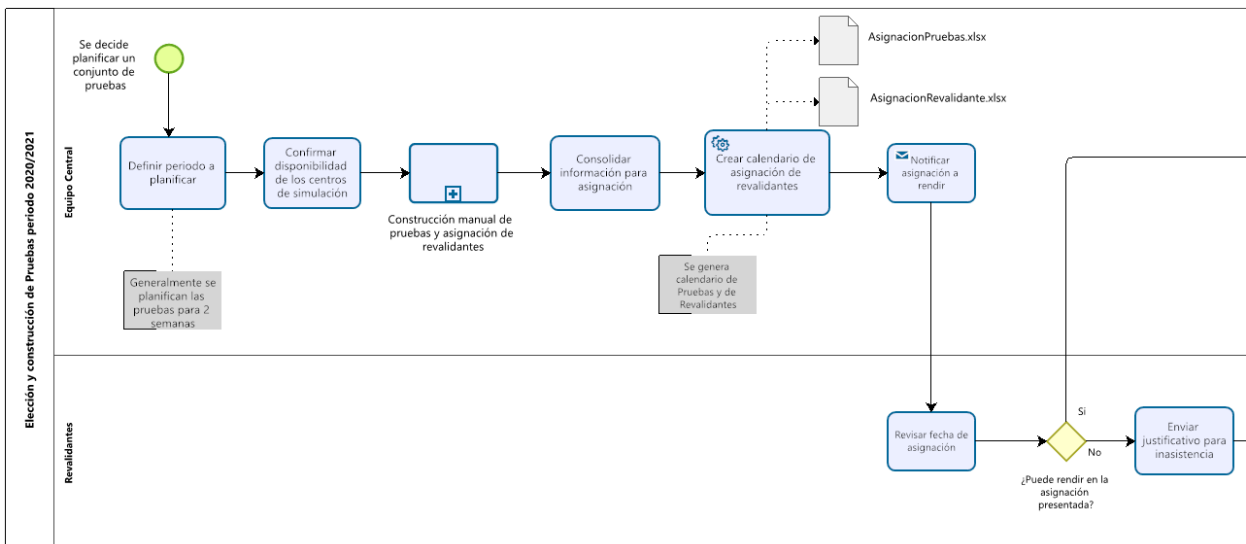 Elección y construcción de Pruebas periodo 2020/2021
Equipo Central
Se decide
planificar un
conjunto de
pruebas
Definir periodo a
planificar
Generalmente se
planifican las
pruebas para 2
semanas
Confirmar
disponibilidad
de los centros
de simulación
Construcción manual de
pruebas y asignación de
revalidantes
Consolidar
información para
asignación
Crear calendario de
asignación de
revalidantes
AsignacionPruebas.xlsx
AsignacionRevalidante.xlsx
Se genera
calendario de
Pruebas y de
Revalidantes
Notificar
asignación a
rendir
Revalidantes
Revisar fecha de
asignación
¿Puede rendir en la
asignación
presentada?
Si
No
Enviar
justificativo para
inasistencia